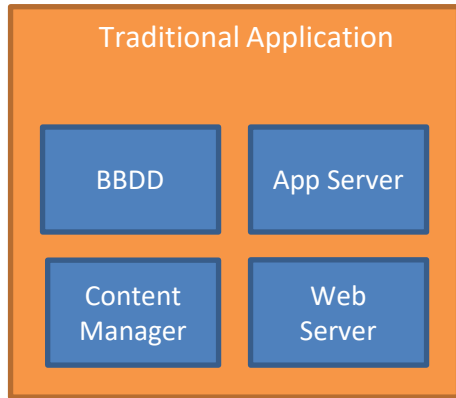 Traditional Application
BBDD
App Server
Content
Manager
Web
Server